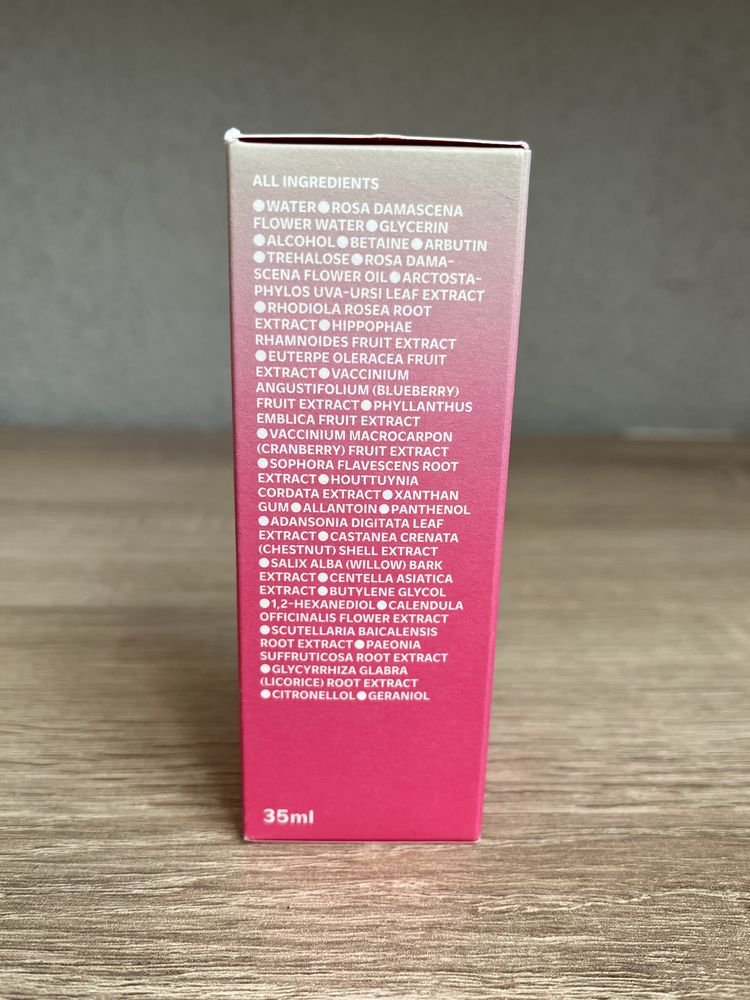 ALL INGREDIENTS
●WATER●ROSA DAMASCENA
FLOWER WATER●GLYCERIN
●ALCOHOL●BETAINE●ARBUTIN
●TREHALOSE●ROSA DAMA-
SCENA FLOWER OIL●ARCTOSTA-
PHYLOS UVA-URSI LEAF EXTRACT
●RHODIOLA ROSEA ROOT
EXTRACT●HIPPOPHAE
RHAMNOIDES FRUIT EXTRACT
●EUTERPE OLERACEA FRUIT
EXTRACT●VACCINIUM
ANGUSTIFOLIUM (BLUEBERRY)
FRUIT EXTRACT●PHYLLANTHUS
EMBLICA FRUIT EXTRACT
●VACCINIUM MACROCARPON
(CRANBERRY) FRUIT EXTRACT
●SOPHORA FLAVESCENS ROOT
EXTRACT●HOUTTUYNIA
CORDATA EXTRACT●XANTHAN
GUM●ALLANTOIN●PANTHENOL
●ADANSONIA DIGITATA LEAF
EXTRACT●CASTANEA CRENATA
(CHESTNUT) SHELL EXTRACT
●SALIX ALBA (WILLOW) BARK
EXTRACT●CENTELLA ASIATICA
EXTRACT●BUTYLENE GLYCOL
●1,2-HEXANEDIOL●CALENDULA
OFFICINALIS FLOWER EXTRACT
●SCUTELLARIA BAICALENSIS
ROOT EXTRACT●PAEONIA
SUFFRUTICOSA ROOT EXTRACT
●GLYCYRRHIZA GLABRA
(LICORICE) ROOT EXTRACT
●CITRONELLOL●GERANIOL
35ml